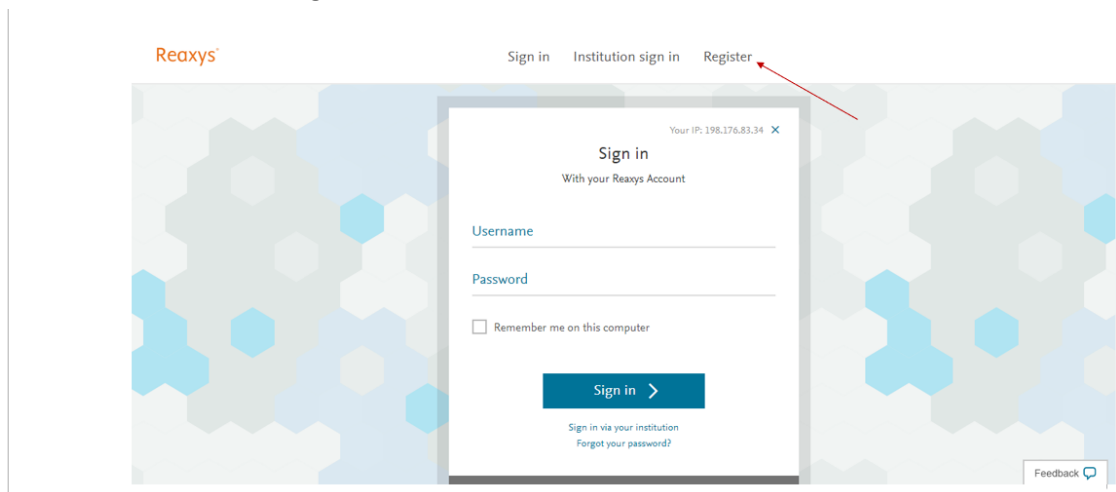 Reaxys
Sign in Institution sign in Register
Your IP: 198.176.83.34 ×
Sign in
With your Reaxys Account
Username
Password
Remember me on this computer
Sign in >
Sign in via your institution
Forgot your password?
Feedback